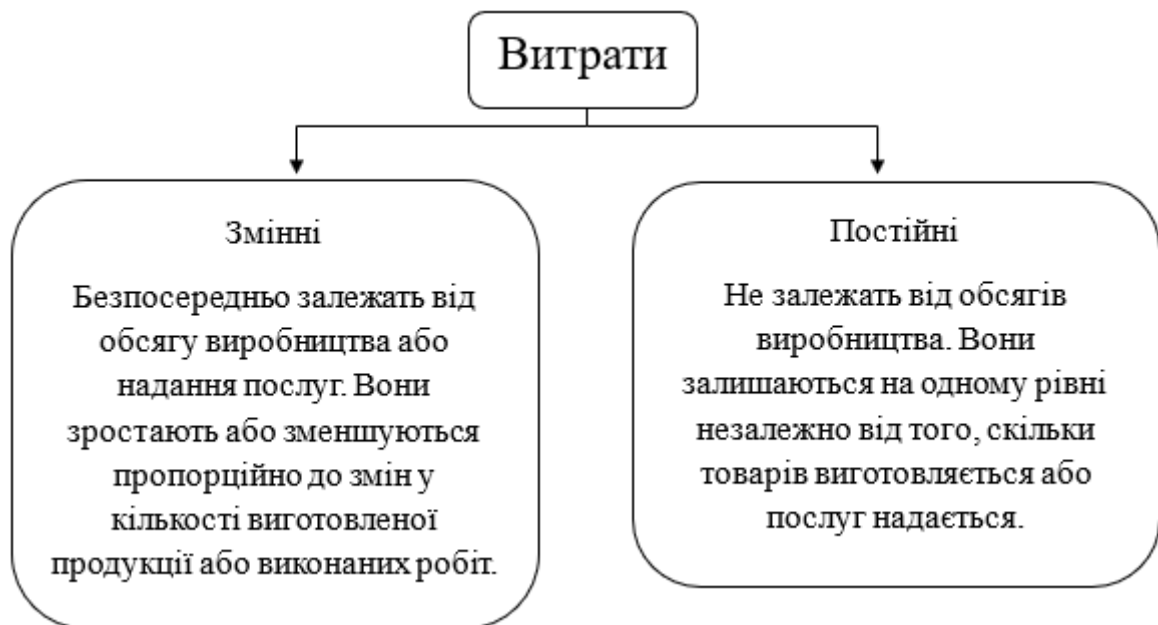 Витрати
Змінні
Безпосередньо залежать від
обсягу виробництва або
надання послуг. Вони
зростають або зменшуються
пропорційно до змін у
кількості виготовленої
продукції або виконаних робіт.
Постійні
Не залежать від обсягів
виробництва. Вони
залишаються на одному рівні
незалежно від того, скільки
товарів виготовляється або
послуг надається.